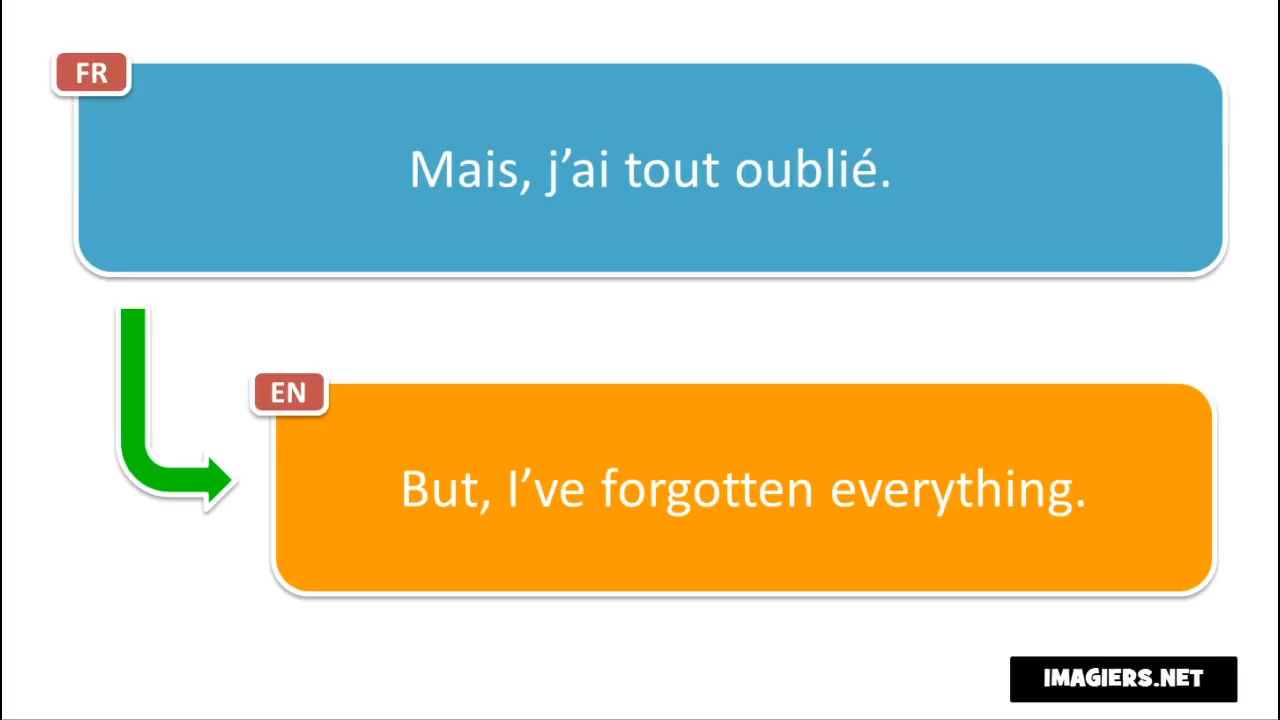 FR
Mais, j’ai tout oublié.
EN
But, I’ve forgotten everything.
IMAGIERS.NET